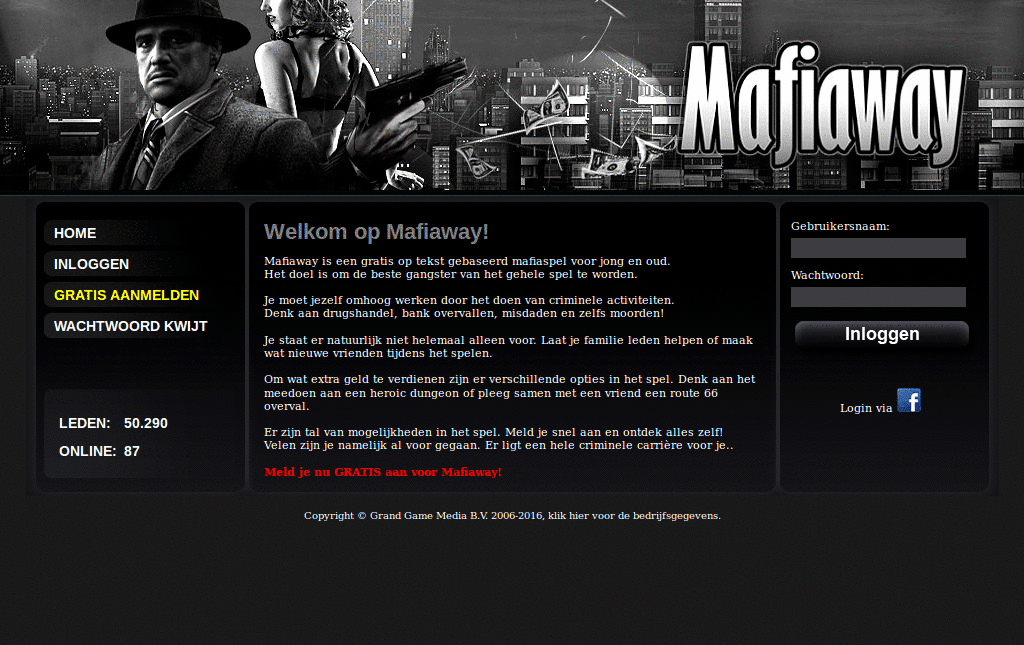 Mafiaway
HOME
INLOGGEN
GRATIS AANMELDEN
WACHTWOORD KWIJT
LEDEN: 50.290
ONLINE: 87
Welkom op Mafiaway!
Mafiaway is een gratis op tekst gebaseerd mafiaspel voor jong en oud.
Het doel is om de beste gangster van het gehele spel te worden.
Je moet jezelf omhoog werken door het doen van criminele activiteiten.
Denk aan drugshandel, bank overvallen, misdaden en zelfs moorden!
Je staat er natuurlijk niet helemaal alleen voor. Laat je familie leden helpen of maak
wat nieuwe vrienden tijdens het spelen.
Om wat extra geld te verdienen zijn er verschillende opties in het spel. Denk aan het
meedoen aan een heroic dungeon of pleeg samen met een vriend een route 66
overval.
Er zijn tal van mogelijkheden in het spel. Meld je snel aan en ontdek alles zelf!
Velen zijn je namelijk al voor gegaan. Er ligt een hele criminele carrière voor je..
Meld je nu GRATIS aan voor Mafiaway!
Gebruikersnaam:
Wachtwoord:
Inloggen
Login via f
Copyright © Grand Game Media B.V. 2006-2016, klik hier voor de bedrijfsgegevens.